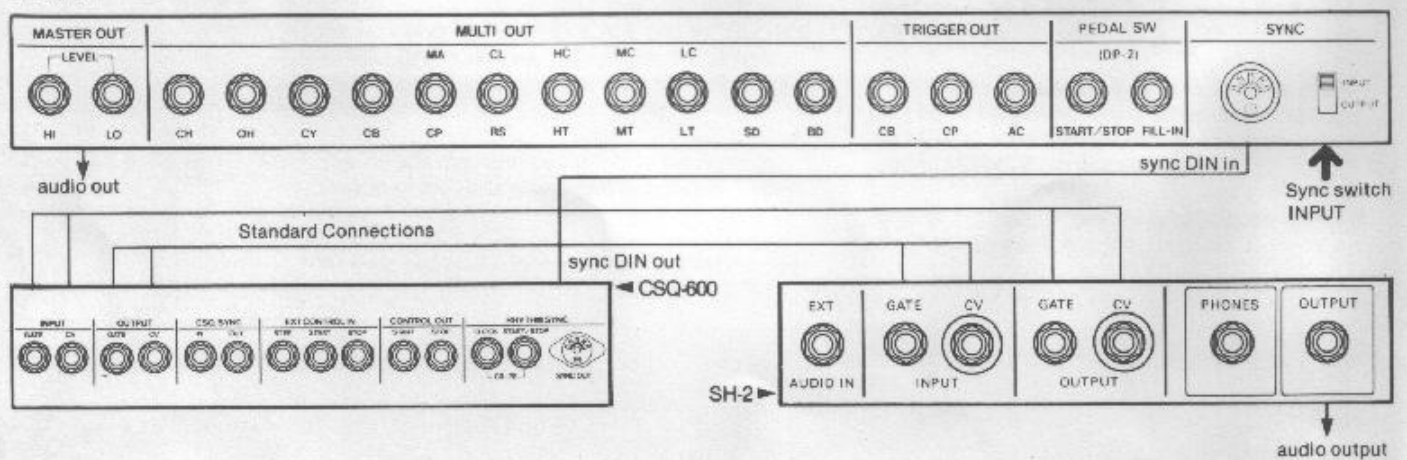 MASTER OUT MULTI OUT TRIGGER OUT PEDAL SW SYNC
LEVEL MA CL HC MC LC (DP-2)
INPUT
OUTPUT
HI LO CH OH CY CB CP RS HT MT LT SD BD CB CP AC START/STOP FILL-IN
audio out
sync DIN in
Sync switch
INPUT
Standard Connections
sync DIN out
◄ CSQ-600
INPUT OUTPUT CSQ SYNC EXT CONTROL IN CONTROL OUT RHYTHM SYNC
GATE CV GATE CV IN OUT STEP START STOP START STOP CLOCK START/STOP
SYNC OUT
EXT GATE CV GATE CV PHONES OUTPUT
AUDIO IN INPUT OUTPUT
SH-2 ►
audio output